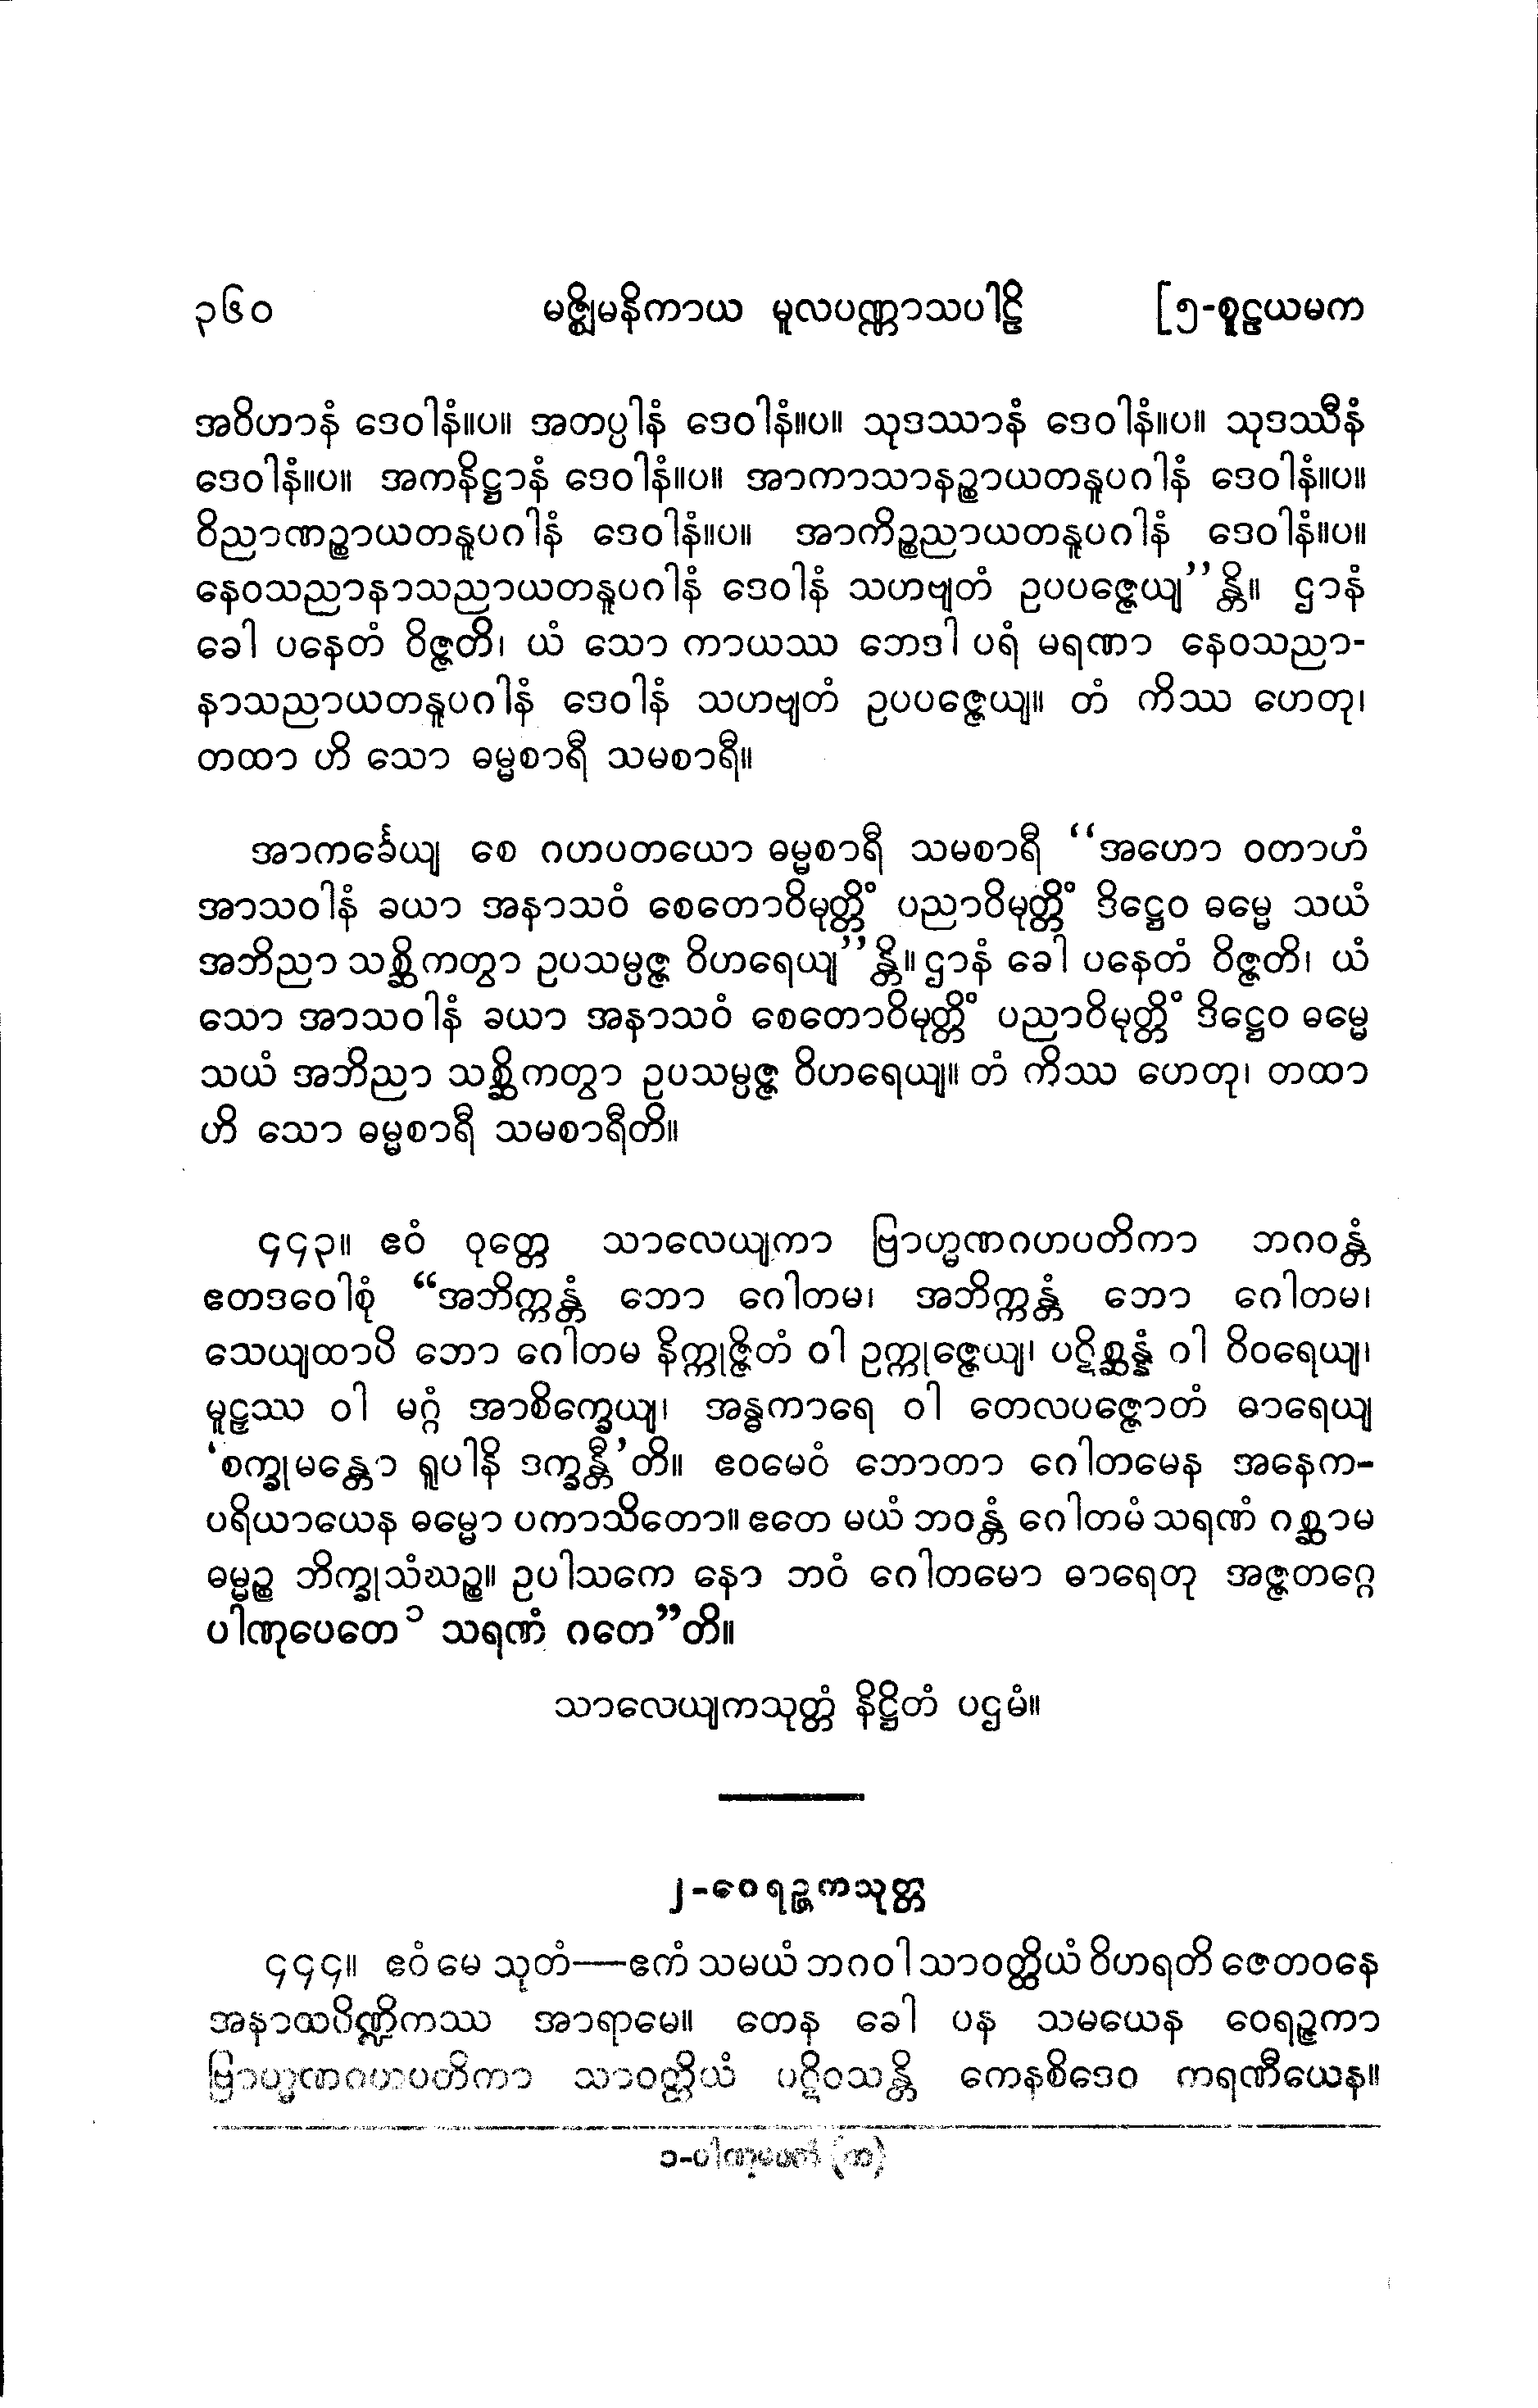 ၃၆၀ မဇ္ဈိမနိကာယ မူလပဏ္ဏာသပါဠိ [၅-စူဠယမက
အဝိဟာနံ ဒေဝါနံ။ပ။ အတပ္ပါနံ ဒေဝါနံ။ပ။ သုဒဿာနံ ဒေဝါနံ။ပ။ သုဒဿီနံ
ဒေဝါနံ။ပ။ အကနိဋ္ဌာနံ ဒေဝါနံ။ပ။ အာကာသာနဉ္စာယတနူပဂါနံ ဒေဝါနံ။ပ။
ဝိညာဏဉ္စာယတနူပဂါနံ ဒေဝါနံ။ပ။ အာကိဉ္စညာယတနူပဂါနံ ဒေဝါနံ။ပ။
နေဝသညာနာသညာယတနူပဂါနံ ဒေဝါနံ သဟဗျတံ ဥပပဇ္ဇေယျ’’န္တိ။ ဌာနံ
ခေါ ပနေတံ ဝိဇ္ဇတိ၊ ယံ သော ကာယဿ ဘေဒါ ပရံ မရဏာ နေဝသညာ-
နာသညာယတနူပဂါနံ ဒေဝါနံ သဟဗျတံ ဥပပဇ္ဇေယျ။ တံ ကိဿ ဟေတု၊
တထာ ဟိ သော ဓမ္မစာရီ သမစာရီ။
အာကင်္ခေယျ စေ ဂဟပတယော ဓမ္မစာရီ သမစာရီ ‘‘အဟော ဝတာဟံ
အာသဝါနံ ခယာ အနာသဝံ စေတောဝိမုတ္တိံ ပညာဝိမုတ္တိံ ဒိဋ္ဌေဝ ဓမ္မေ သယံ
အဘိညာ သစ္ဆိကတွာ ဥပသမ္ပဇ္ဇ ဝိဟရေယျ’’န္တိ။ ဌာနံ ခေါ ပနေတံ ဝိဇ္ဇတိ၊ ယံ
သော အာသဝါနံ ခယာ အနာသဝံ စေတောဝိမုတ္တိံ ပညာဝိမုတ္တိံ ဒိဋ္ဌေဝ ဓမ္မေ
သယံ အဘိညာ သစ္ဆိကတွာ ဥပသမ္ပဇ္ဇ ဝိဟရေယျ။ တံ ကိဿ ဟေတု၊ တထာ
ဟိ သော ဓမ္မစာရီ သမစာရီတိ။
၄၄၃။ ဧဝံ ဝုတ္တေ သာလေယျကာ ဗြာဟ္မဏဂဟပတိကာ ဘဂဝန္တံ
ဧတဒဝေါစုံ “အဘိက္ကန္တံ ဘော ဂေါတမ၊ အဘိက္ကန္တံ ဘော ဂေါတမ၊
သေယျထာပိ ဘော ဂေါတမ နိက္ကုဇ္ဇိတံ ဝါ ဥက္ကုဇ္ဇေယျ၊ ပဋိစ္ဆန္နံ ဝါ ဝိဝရေယျ၊
မူဠှဿ ဝါ မဂ္ဂံ အာစိက္ခေယျ၊ အန္ဓကာရေ ဝါ တေလပဇ္ဇောတံ ဓာရေယျ
‘စက္ခုမန္တော ရူပါနိ ဒက္ခန္တီ’တိ။ ဧဝမေဝံ ဘောတာ ဂေါတမေန အနေက-
ပရိယာယေန ဓမ္မော ပကာသိတော။ ဧတေ မယံ ဘဝန္တံ ဂေါတမံ သရဏံ ဂစ္ဆာမ
ဓမ္မဉ္စ ဘိက္ခုသံဃဉ္စ။ ဥပါသကေ နော ဘဝံ ဂေါတမော ဓာရေတု အဇ္ဇတဂ္ဂေ
ပါဏုပေတေ ၁ သရဏံ ဂတေ”တိ။
သာလေယျကသုတ္တံ နိဋ္ဌိတံ ပဌမံ။
၂-ဝေရဉ္ဇကသုတ္တ
၄၄၄။ ဧဝံ မေ သုတံ—ဧကံ သမယံ ဘဂဝါ သာဝတ္ထိယံ ဝိဟရတိ ဇေတဝနေ
အနာထပိဏ္ဍိကဿ အာရာမေ။ တေန ခေါ ပန သမယေန ဝေရဉ္ဇကာ
ဗြာဟ္မဏဂဟပတိကာ သာဝတ္ထိယံ ပဋိဝသန္တိ ကေနစိဒေဝ ကရဏီယေန။
၁-ပါဏုပေတံ (က)